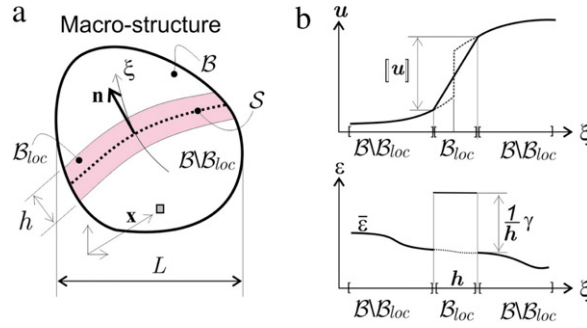 a
Macro-structure
ξ
ℬ
n
𝒮
ℬ_loc
ℬ\ℬ_loc
h
x
L
b
u
[u]
ξ
ℬ\ℬ_loc ℬ_loc ℬ\ℬ_loc
ε
ε̅
1/h γ
h
ξ
ℬ\ℬ_loc ℬ_loc ℬ\ℬ_loc